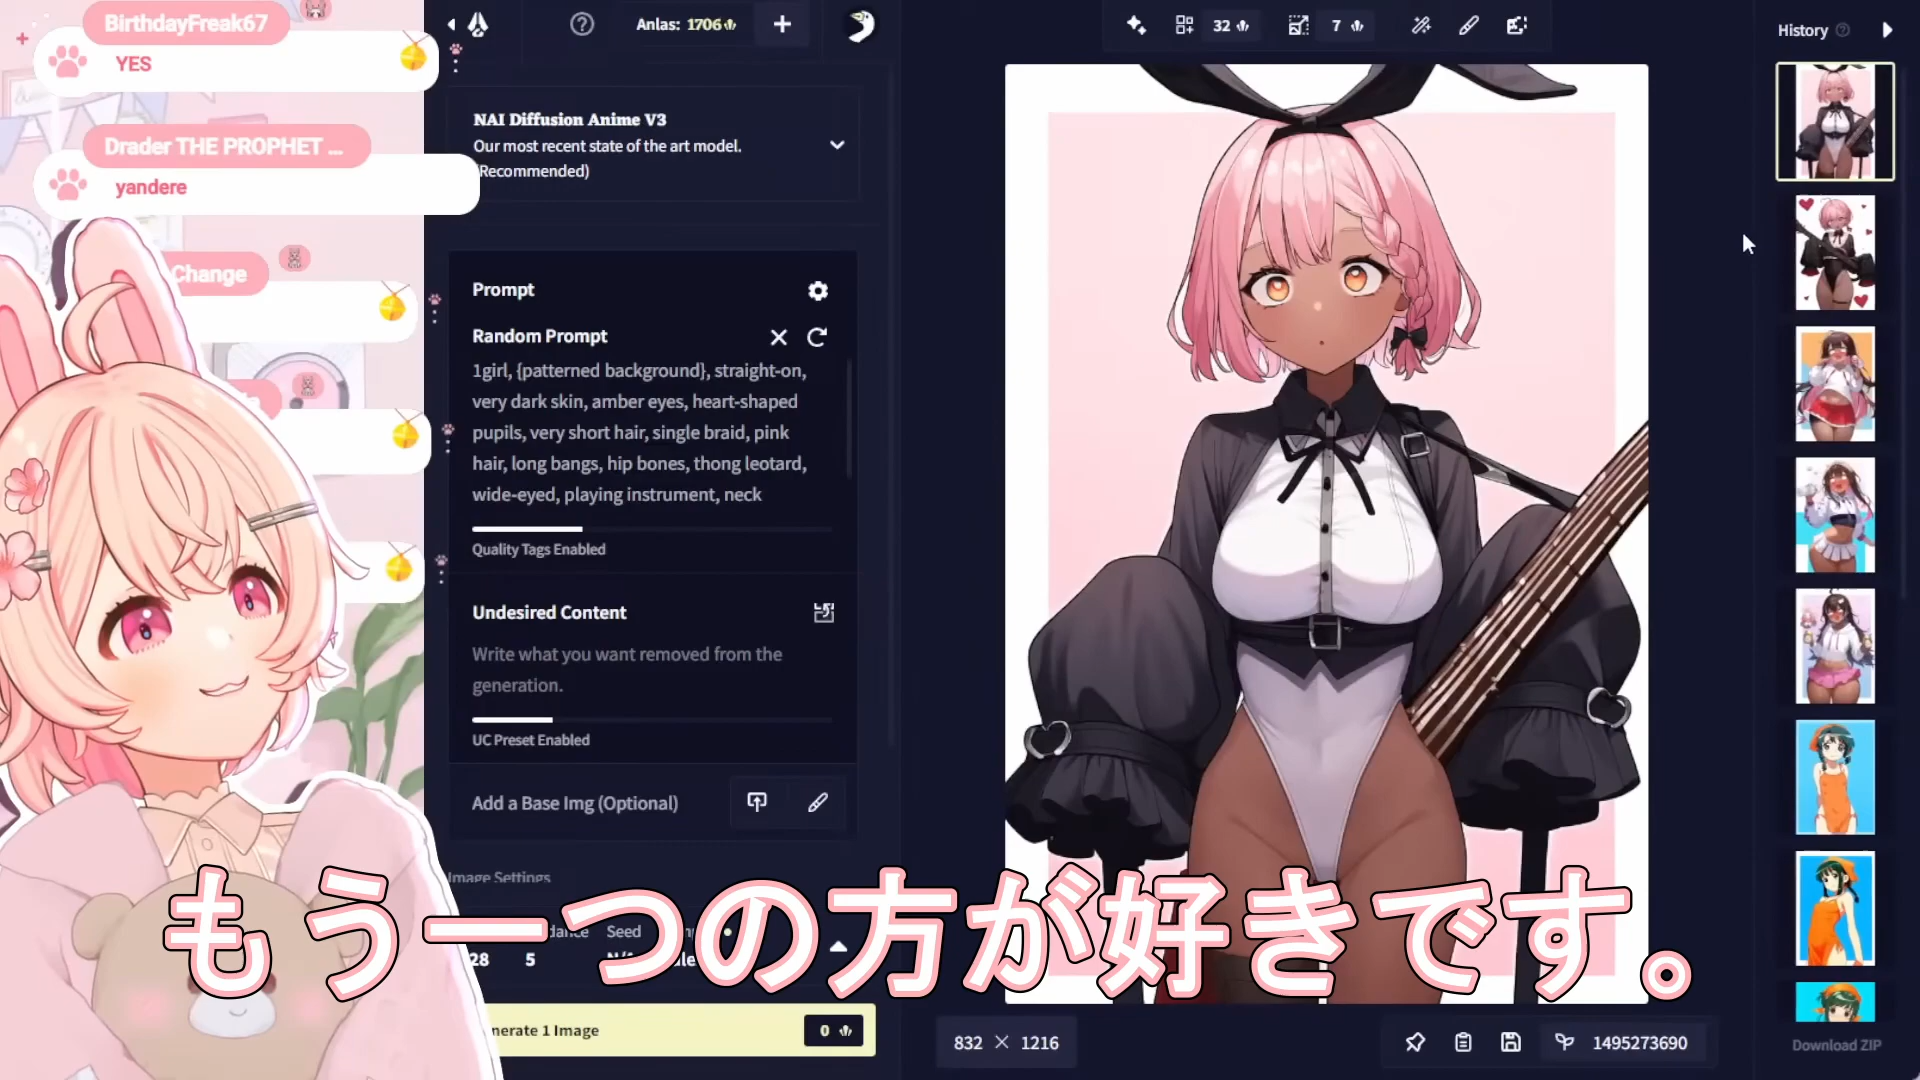 BirthdayFreak67
YES
Drader THE PROPHET ...
yandere
Change
Anlas: 1706
NAI Diffusion Anime V3
Our most recent state of the art model.
(Recommended)
Prompt
Random Prompt
1girl, {patterned background}, straight-on,
very dark skin, amber eyes, heart-shaped
pupils, very short hair, single braid, pink
hair, long bangs, hip bones, thong leotard,
wide-eyed, playing instrument, neck
Quality Tags Enabled
Undesired Content
Write what you want removed from the
generation.
UC Preset Enabled
Add a Base Img (Optional)
Image Settings
Seed
28 5
nerate 1 Image
0
32
7
832 × 1216
1495273690
History
Download ZIP
もう一つの方が好きです。